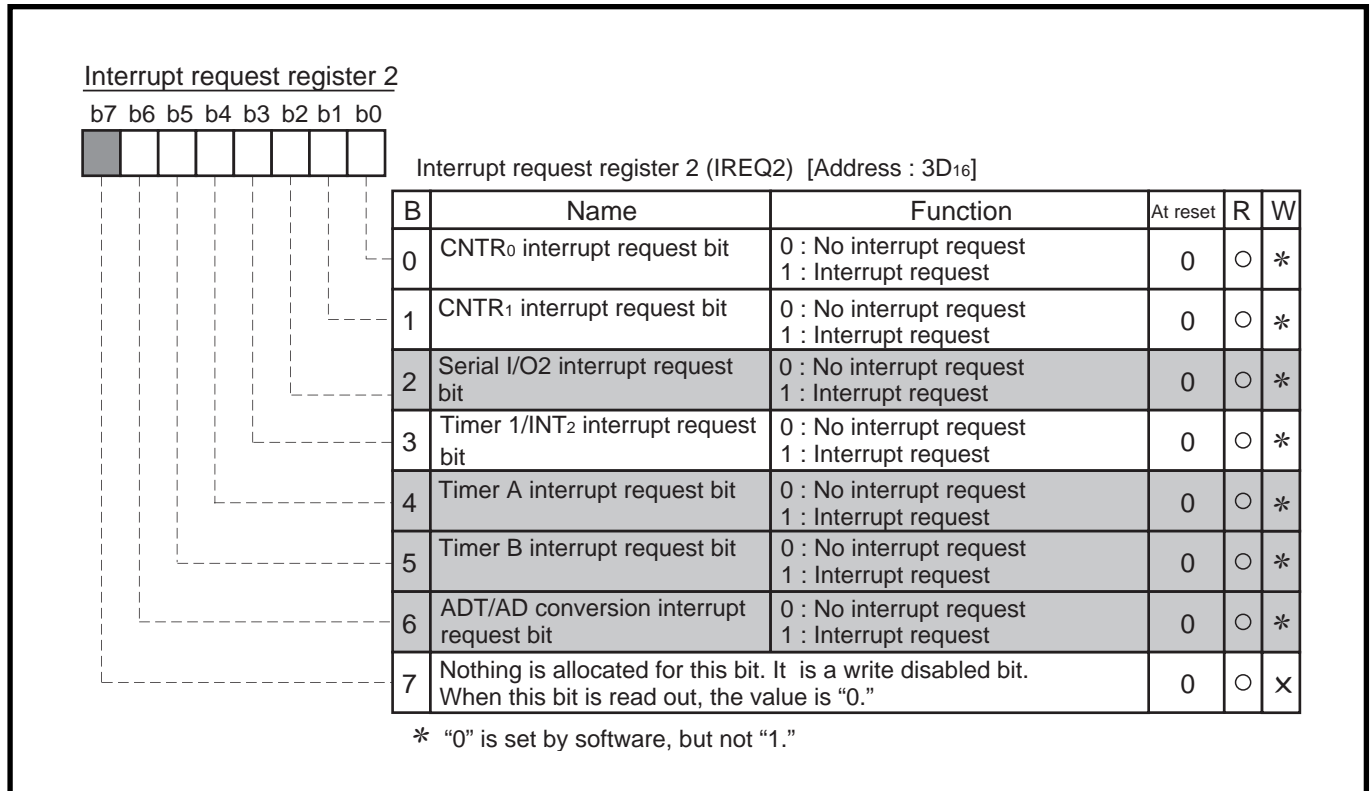 Interrupt request register 2
b7 b6 b5 b4 b3 b2 b1 b0
Interrupt request register 2 (IREQ2) [Address : 3D16]
B Name Function At reset R W
0 CNTR0 interrupt request bit 0 : No interrupt request
1 : Interrupt request 0 ○ *
1 CNTR1 interrupt request bit 0 : No interrupt request
1 : Interrupt request 0 ○ *
2 Serial I/O2 interrupt request
bit 0 : No interrupt request
1 : Interrupt request 0 ○ *
3 Timer 1/INT2 interrupt request
bit 0 : No interrupt request
1 : Interrupt request 0 ○ *
4 Timer A interrupt request bit 0 : No interrupt request
1 : Interrupt request 0 ○ *
5 Timer B interrupt request bit 0 : No interrupt request
1 : Interrupt request 0 ○ *
6 ADT/AD conversion interrupt
request bit 0 : No interrupt request
1 : Interrupt request 0 ○ *
7 Nothing is allocated for this bit. It is a write disabled bit.
When this bit is read out, the value is “0.” 0 ○ ×
* “0” is set by software, but not “1.”